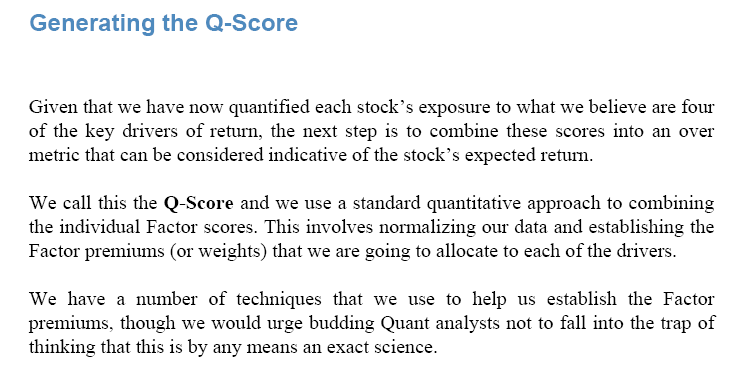 Generating the Q-Score
Given that we have now quantified each stock’s exposure to what we believe are four
of the key drivers of return, the next step is to combine these scores into an over
metric that can be considered indicative of the stock’s expected return.
We call this the Q-Score and we use a standard quantitative approach to combining
the individual Factor scores. This involves normalizing our data and establishing the
Factor premiums (or weights) that we are going to allocate to each of the drivers.
We have a number of techniques that we use to help us establish the Factor
premiums, though we would urge budding Quant analysts not to fall into the trap of
thinking that this is by any means an exact science.